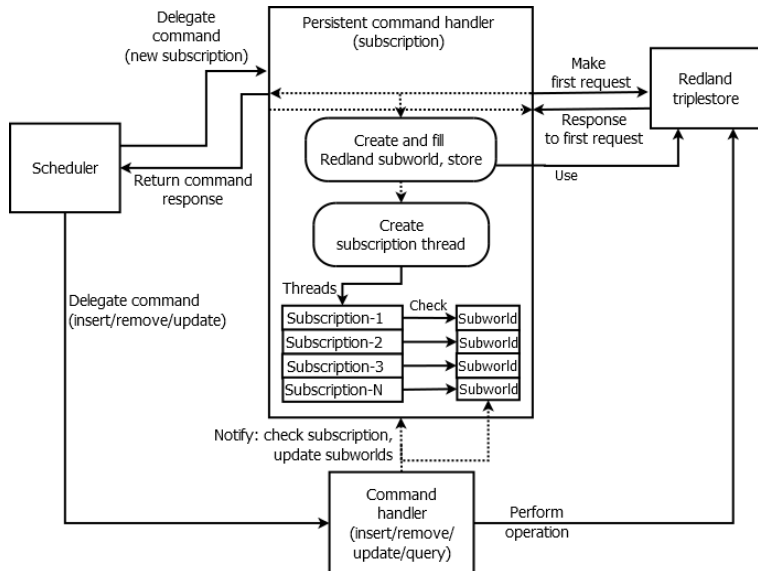 Delegate
command
(new subscription)
Persistent command handler
(subscription)
Make
first request
Redland
triplestore
Response
to first request
Scheduler
Return command
response
Create and fill
Redland subworld, store
Use
Create
subscription thread
Delegate command
(insert/remove/update)
Threads
Check
Subscription-1
Subworld
Subscription-2
Subworld
Subscription-3
Subworld
Subscription-N
Subworld
Notify: check subscription,
update subworlds
Command
handler
(insert/remove/
update/query)
Perform
operation